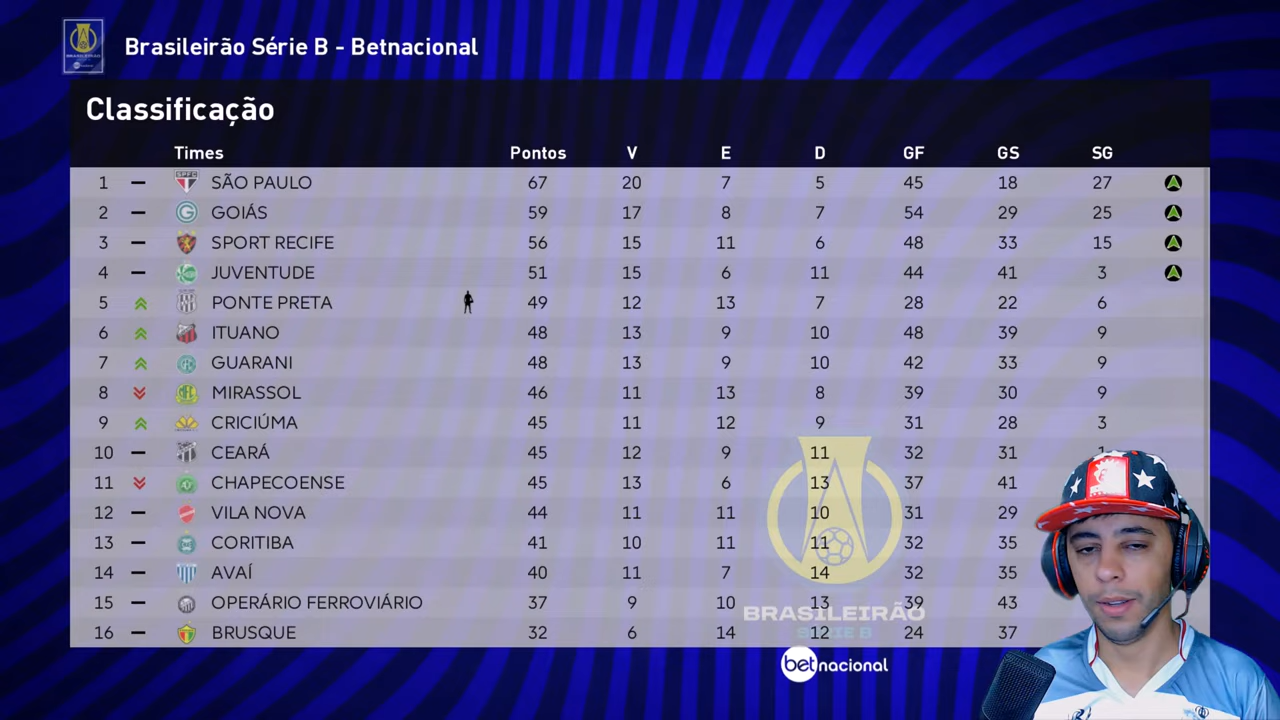 Brasileirão Série B - Betnacional
Classificação
Times Pontos V E D GF GS SG
1 SÃO PAULO 67 20 7 5 45 18 27
2 GOIÁS 59 17 8 7 54 29 25
3 SPORT RECIFE 56 15 11 6 48 33 15
4 JUVENTUDE 51 15 6 11 44 41 3
5 PONTE PRETA 49 12 13 7 28 22 6
6 ITUANO 48 13 9 10 48 39 9
7 GUARANI 48 13 9 10 42 33 9
8 MIRASSOL 46 11 13 8 39 30 9
9 CRICIÚMA 45 11 12 9 31 28 3
10 CEARÁ 45 12 9 11 32 31
11 CHAPECOENSE 45 13 6 13 37 41
12 VILA NOVA 44 11 11 10 31 29
13 CORITIBA 41 10 11 11 32 35
14 AVAÍ 40 11 7 14 32 35
15 OPERÁRIO FERROVIÁRIO 37 9 10 13 39 43
16 BRUSQUE 32 6 14 12 24 37
BRASILEIRÃO
SÉRIE B
betnacional